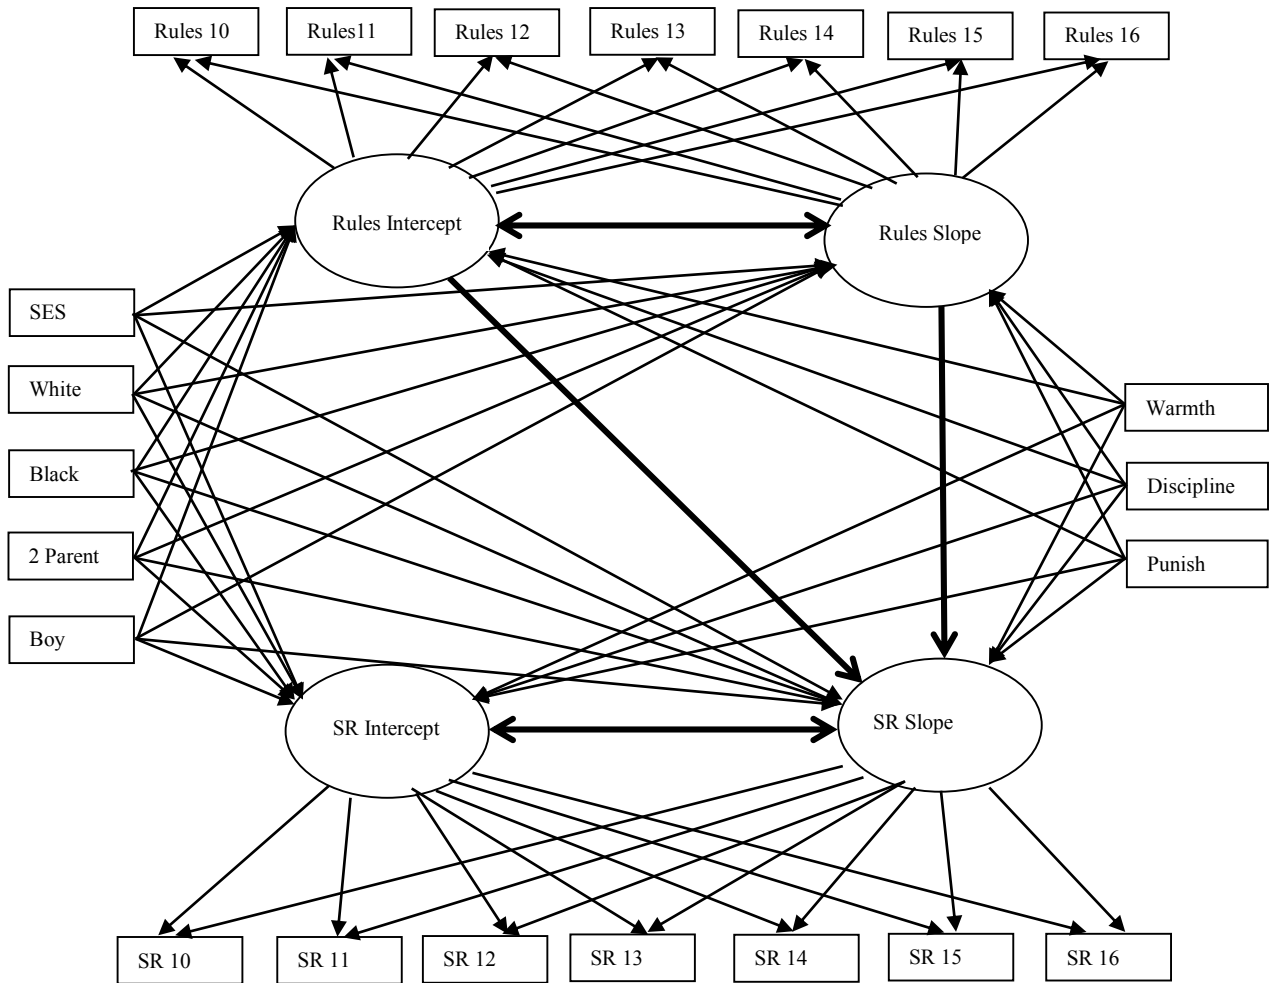 Rules 10
Rules11
Rules 12
Rules 13
Rules 14
Rules 15
Rules 16
Rules Intercept
Rules Slope
SES
White
Black
2 Parent
Boy
Warmth
Discipline
Punish
SR Intercept
SR Slope
SR 10
SR 11
SR 12
SR 13
SR 14
SR 15
SR 16